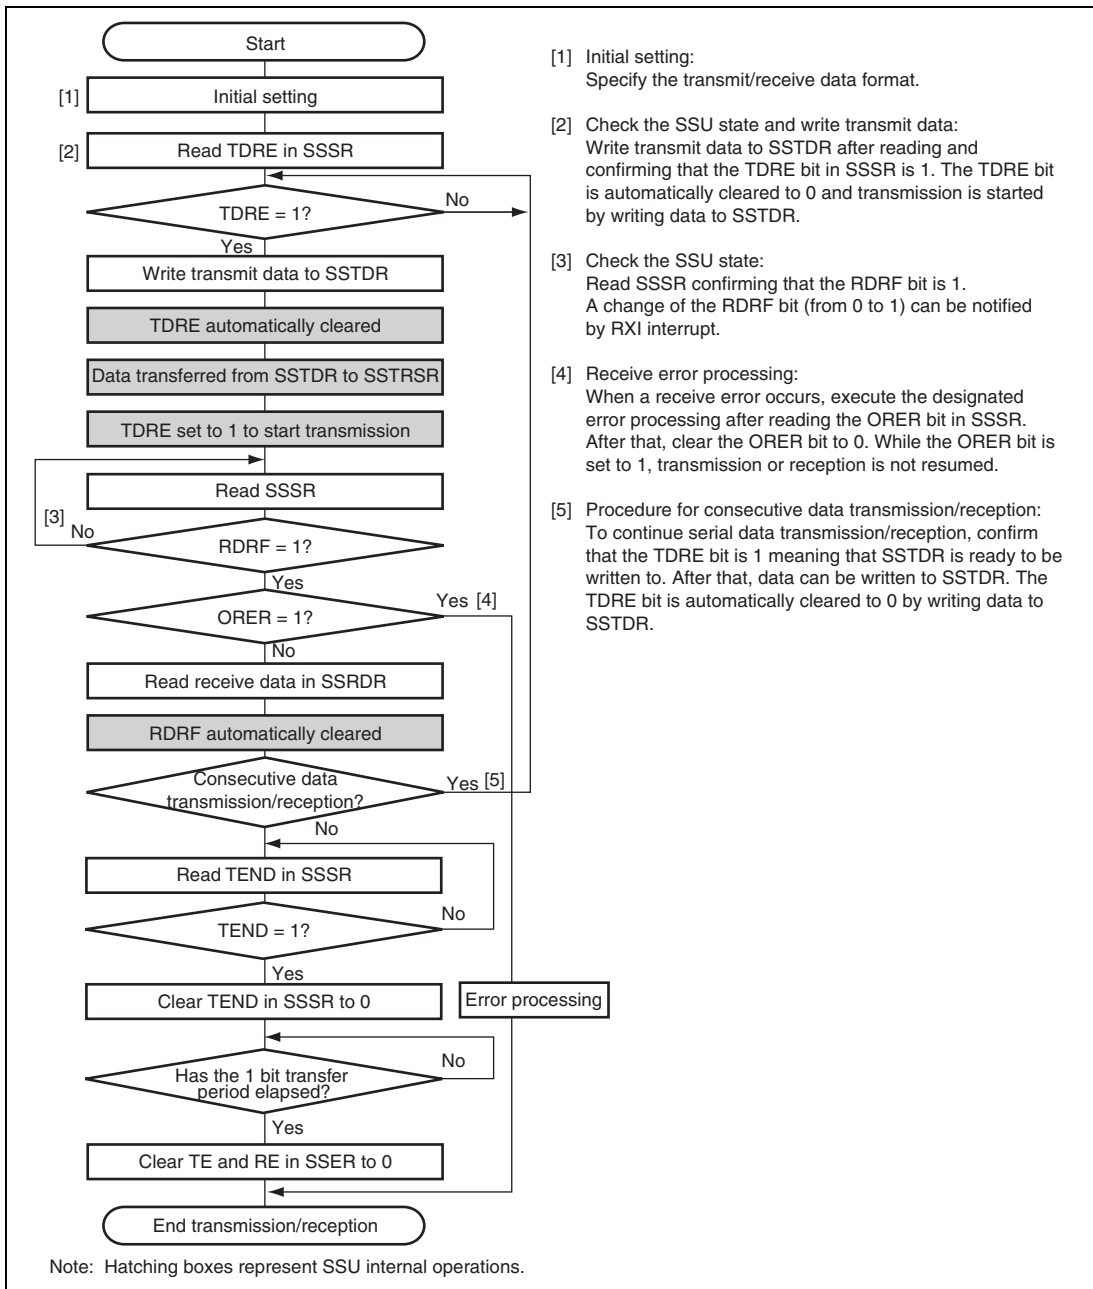 Start
[1] Initial setting
[2] Read TDRE in SSSR
TDRE = 1?
No
Yes
Write transmit data to SSTDR
TDRE automatically cleared
Data transferred from SSTDR to SSTRSR
TDRE set to 1 to start transmission
Read SSSR
[3]
No
RDRF = 1?
Yes
ORER = 1?
Yes [4]
No
Read receive data in SSRDR
RDRF automatically cleared
Consecutive data
transmission/reception?
Yes [5]
No
Read TEND in SSSR
TEND = 1?
No
Yes
Clear TEND in SSSR to 0
Error processing
Has the 1 bit transfer
period elapsed?
No
Yes
Clear TE and RE in SSER to 0
End transmission/reception
[1] Initial setting:
Specify the transmit/receive data format.
[2] Check the SSU state and write transmit data:
Write transmit data to SSTDR after reading and
confirming that the TDRE bit in SSSR is 1. The TDRE bit
is automatically cleared to 0 and transmission is started
by writing data to SSTDR.
[3] Check the SSU state:
Read SSSR confirming that the RDRF bit is 1.
A change of the RDRF bit (from 0 to 1) can be notified
by RXI interrupt.
[4] Receive error processing:
When a receive error occurs, execute the designated
error processing after reading the ORER bit in SSSR.
After that, clear the ORER bit to 0. While the ORER bit is
set to 1, transmission or reception is not resumed.
[5] Procedure for consecutive data transmission/reception:
To continue serial data transmission/reception, confirm
that the TDRE bit is 1 meaning that SSTDR is ready to be
written to. After that, data can be written to SSTDR. The
TDRE bit is automatically cleared to 0 by writing data to
SSTDR.
Note: Hatching boxes represent SSU internal operations.